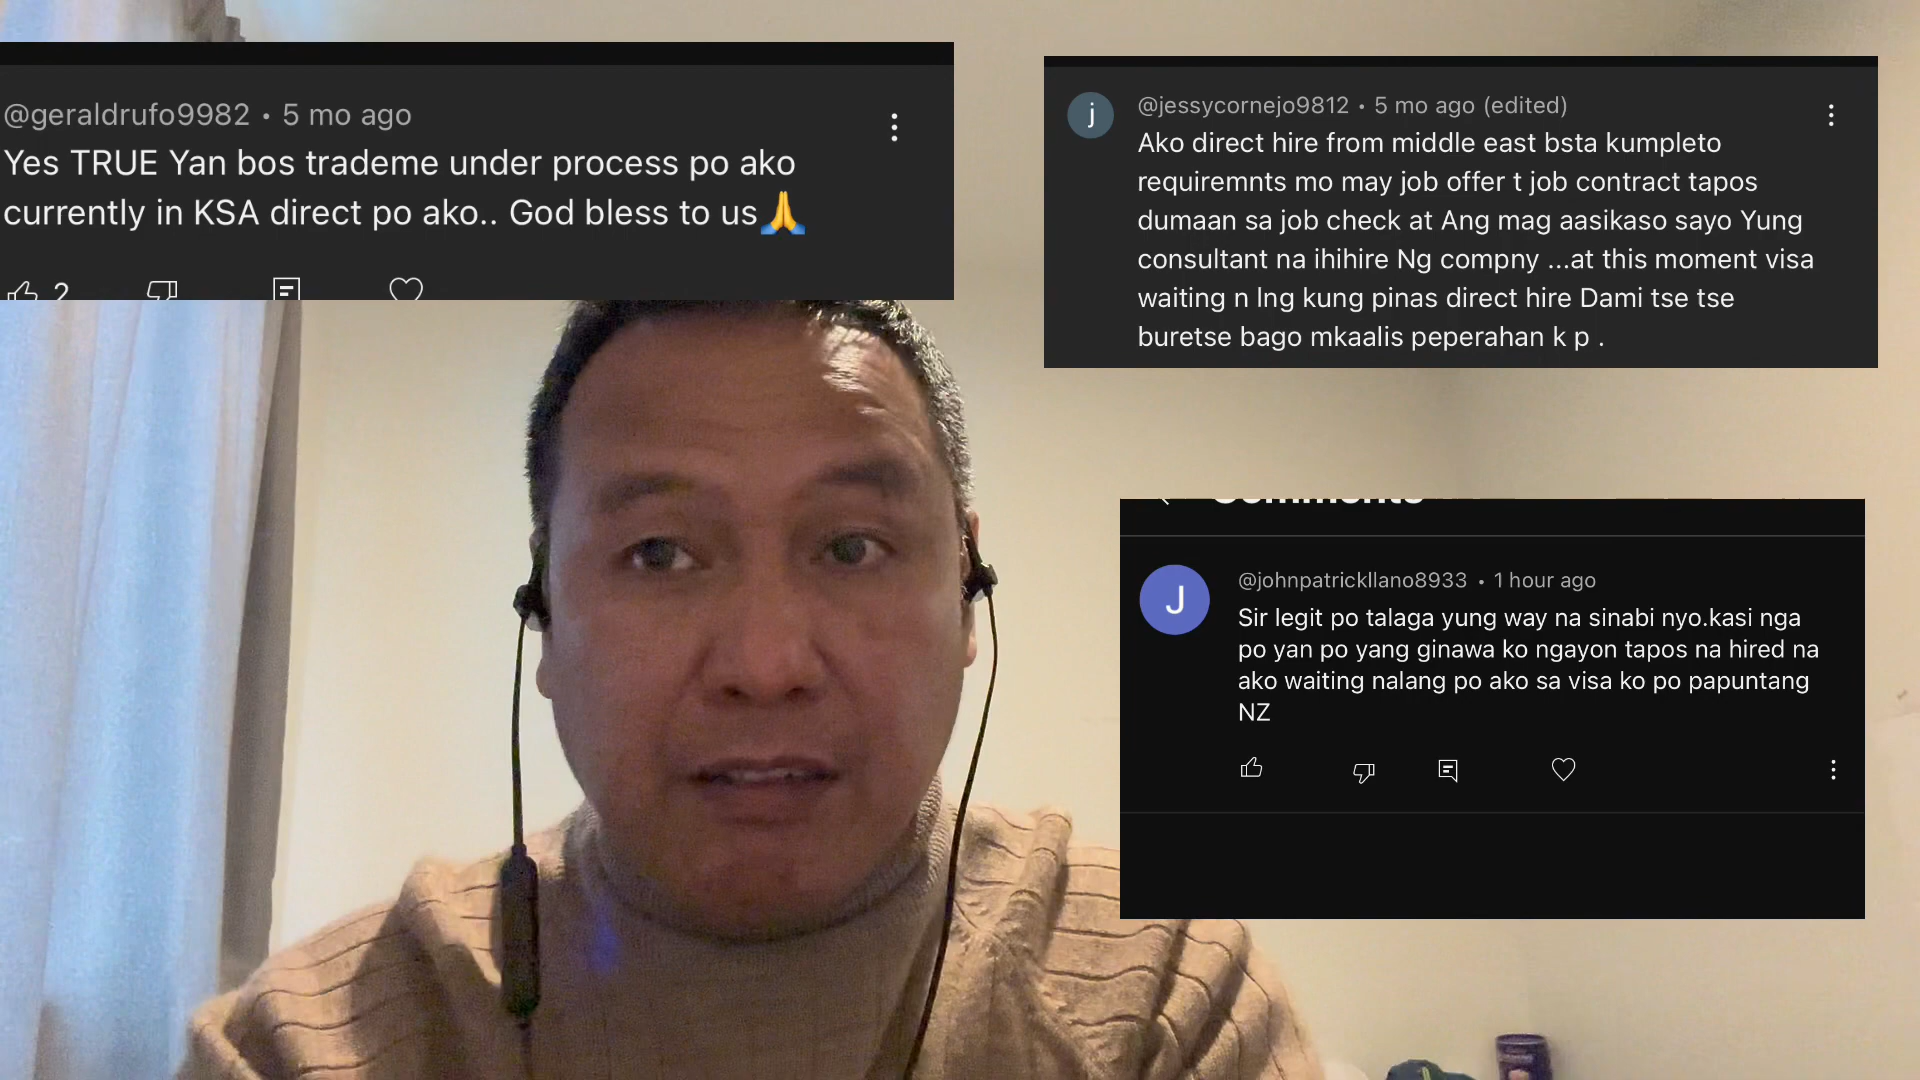 @geraldrufo9982 • 5 mo ago
Yes TRUE Yan bos trademe under process po ako
currently in KSA direct po ako.. God bless to us🙏
2
j
@jessycornejo9812 • 5 mo ago (edited)
Ako direct hire from middle east bsta kumpleto
requiremnts mo may job offer t job contract tapos
dumaan sa job check at Ang mag aasikaso sayo Yung
consultant na ihihire Ng compny ...at this moment visa
waiting n lng kung pinas direct hire Dami tse tse
buretse bago mkaalis peperahan k p .
Comments
J
@johnpatrickllano8933 • 1 hour ago
Sir legit po talaga yung way na sinabi nyo.kasi nga
po yan po yang ginawa ko ngayon tapos na hired na
ako waiting nalang po ako sa visa ko po papuntang
NZ